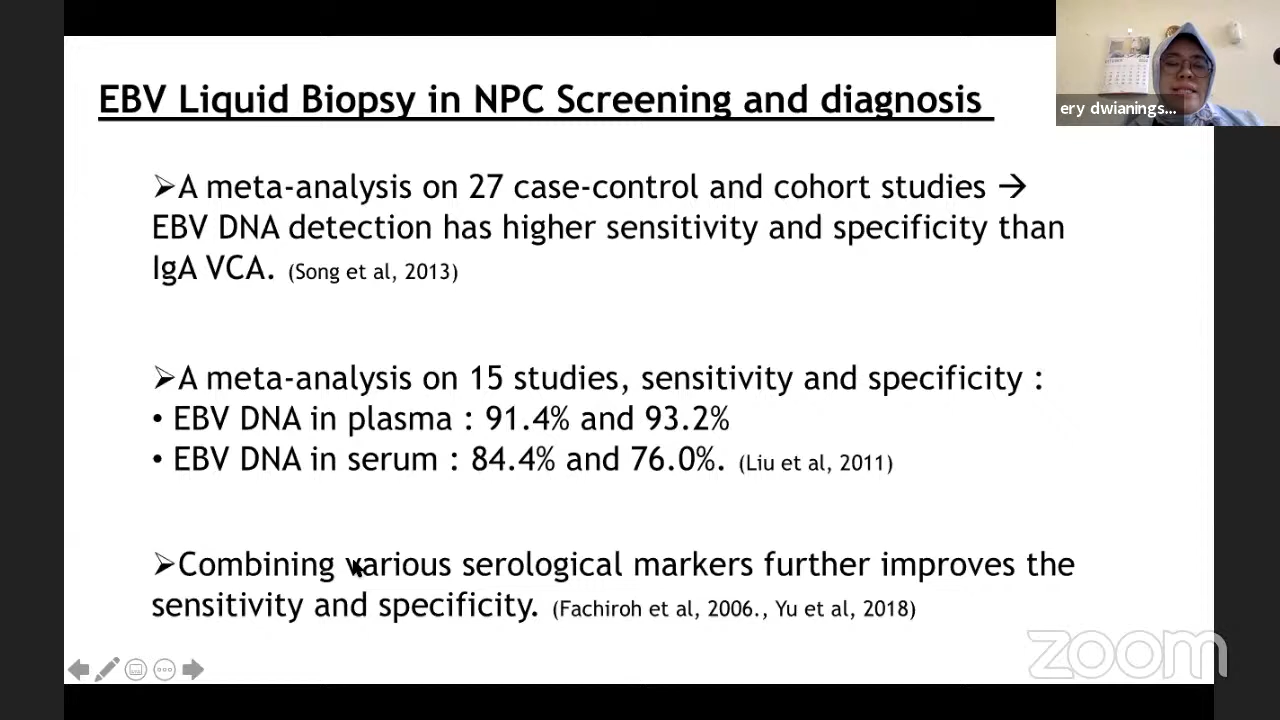 EBV Liquid Biopsy in NPC Screening and diagnosis
ery dwianings...
➢A meta-analysis on 27 case-control and cohort studies →
EBV DNA detection has higher sensitivity and specificity than
IgA VCA. (Song et al, 2013)
➢A meta-analysis on 15 studies, sensitivity and specificity :
• EBV DNA in plasma : 91.4% and 93.2%
• EBV DNA in serum : 84.4% and 76.0%. (Liu et al, 2011)
➢Combining various serological markers further improves the
sensitivity and specificity. (Fachiroh et al, 2006., Yu et al, 2018)
zoom